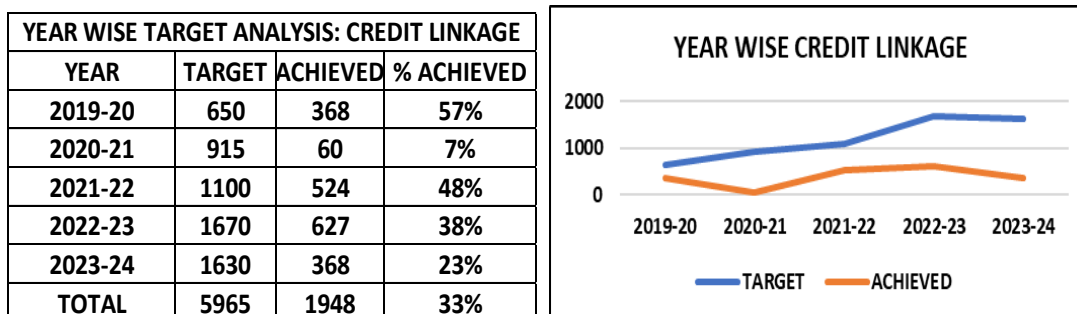 YEAR WISE TARGET ANALYSIS: CREDIT LINKAGE
YEAR TARGET ACHIEVED % ACHIEVED
2019-20 650 368 57%
2020-21 915 60 7%
2021-22 1100 524 48%
2022-23 1670 627 38%
2023-24 1630 368 23%
TOTAL 5965 1948 33%
YEAR WISE CREDIT LINKAGE
2000
1000
0
2019-20 2020-21 2021-22 2022-23 2023-24
TARGET ACHIEVED